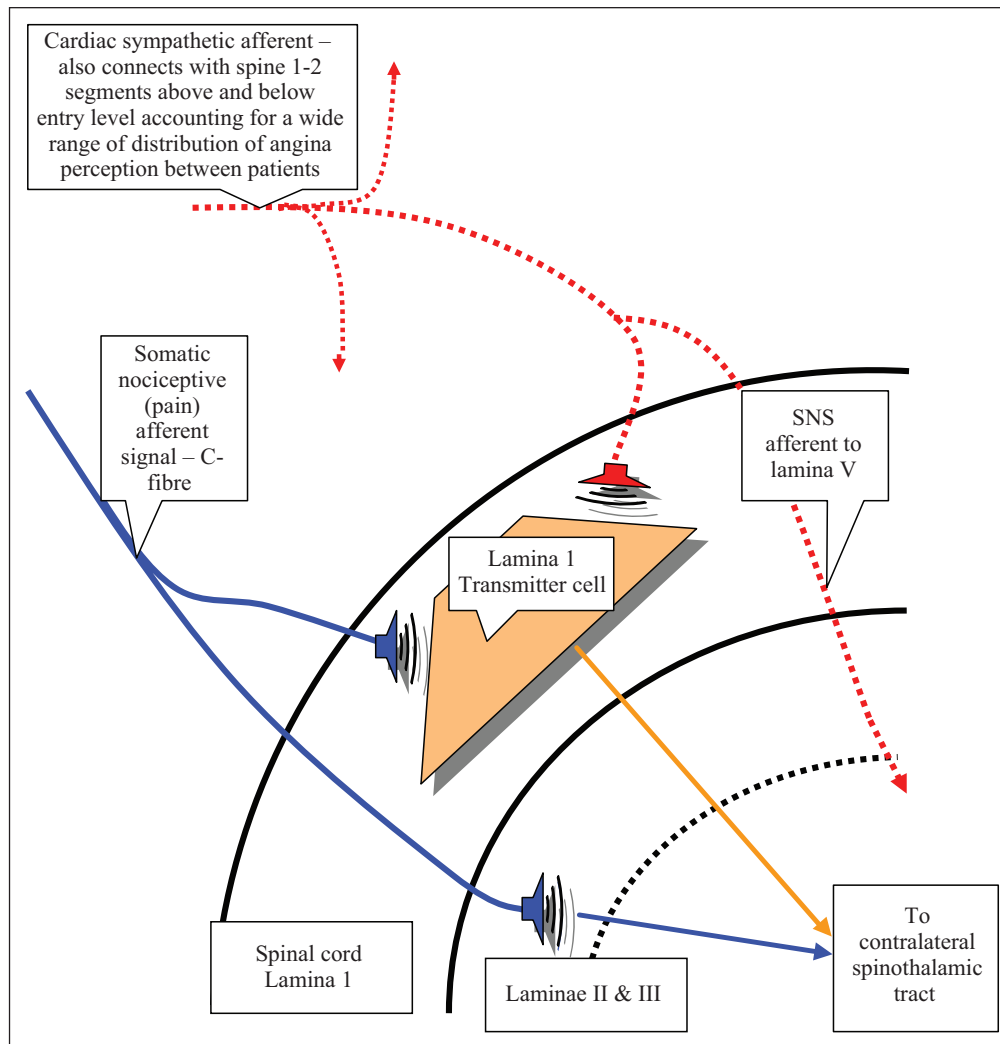 Cardiac sympathetic afferent –
also connects with spine 1-2
segments above and below
entry level accounting for a wide
range of distribution of angina
perception between patients
Somatic
nociceptive
(pain)
afferent
signal – C-
fibre
SNS
afferent to
lamina V
Lamina 1
Transmitter cell
Spinal cord
Lamina 1
Laminae II & III
To
contralateral
spinothalamic
tract